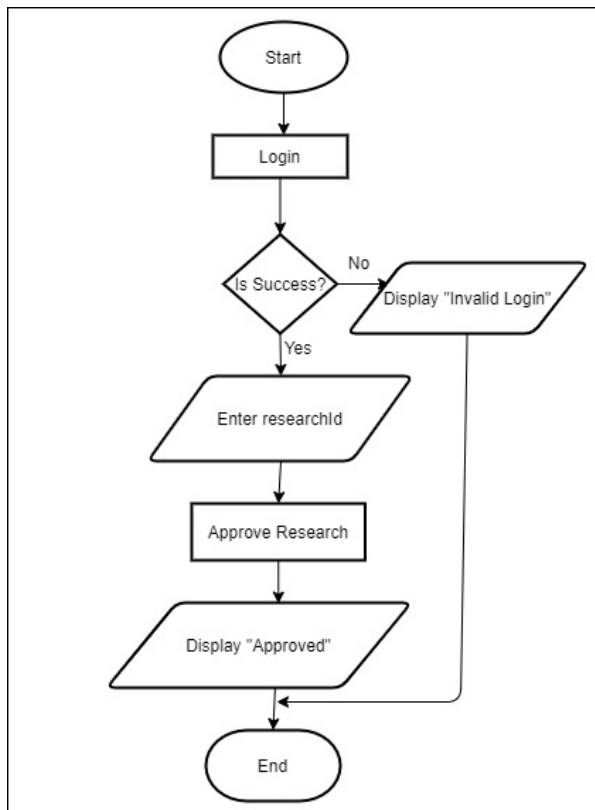 Start
Login
Is Success?
No
Display "Invalid Login"
Yes
Enter researchId
Approve Research
Display "Approved"
End